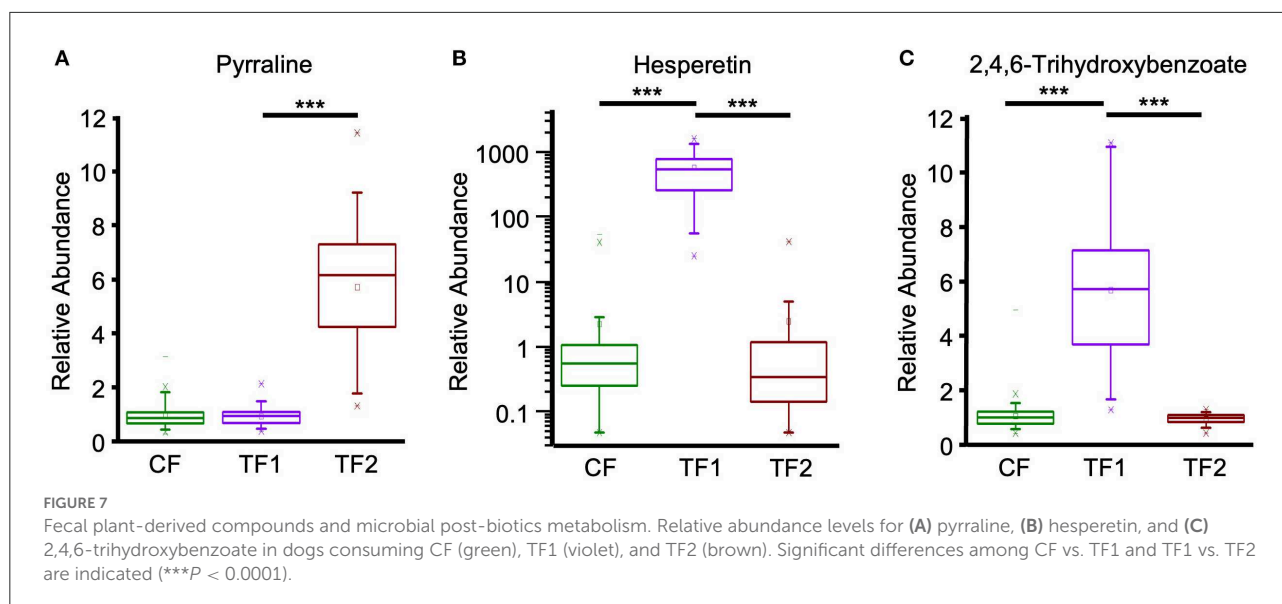 A
Pyrraline
***
12
10
8
6
4
2
0
Relative Abundance
CF
TF1
TF2
B
Hesperetin
***
***
1000
100
10
1
0.1
Relative Abundance
CF
TF1
TF2
C
2,4,6-Trihydroxybenzoate
***
***
12
10
8
6
4
2
0
Relative Abundance
CF
TF1
TF2
FIGURE 7
Fecal plant-derived compounds and microbial post-biotics metabolism. Relative abundance levels for (A) pyrraline, (B) hesperetin, and (C)
2,4,6-trihydroxybenzoate in dogs consuming CF (green), TF1 (violet), and TF2 (brown). Significant differences among CF vs. TF1 and TF1 vs. TF2
are indicated (***P < 0.0001).